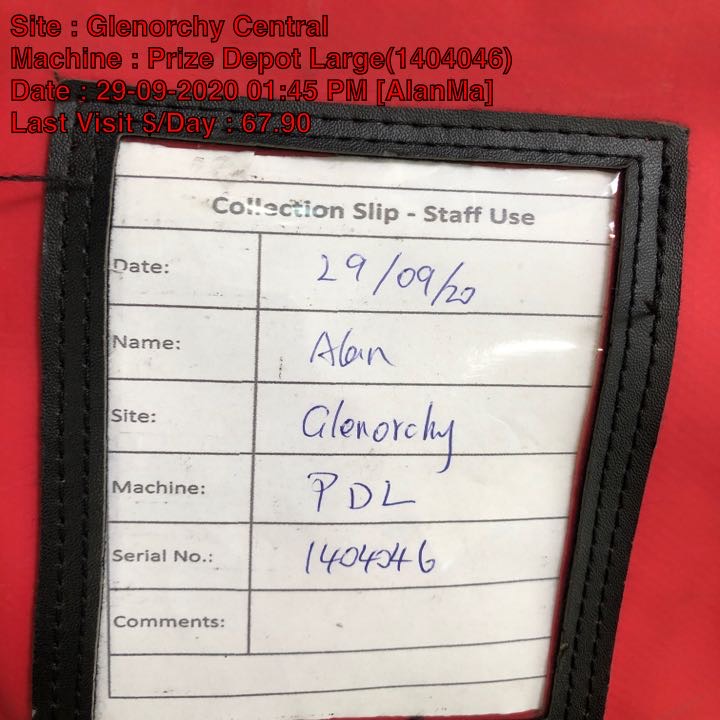 Site : Glenorchy Central
Machine : Prize Depot Large(1404046)
Date : 29-09-2020 01:45 PM [AlanMa]
Last Visit $/Day : 67.90
Collection Slip - Staff Use
Date: 29/09/20
Name: Alan
Site: Glenorchy
Machine: PDL
Serial No.: 1404046
Comments: